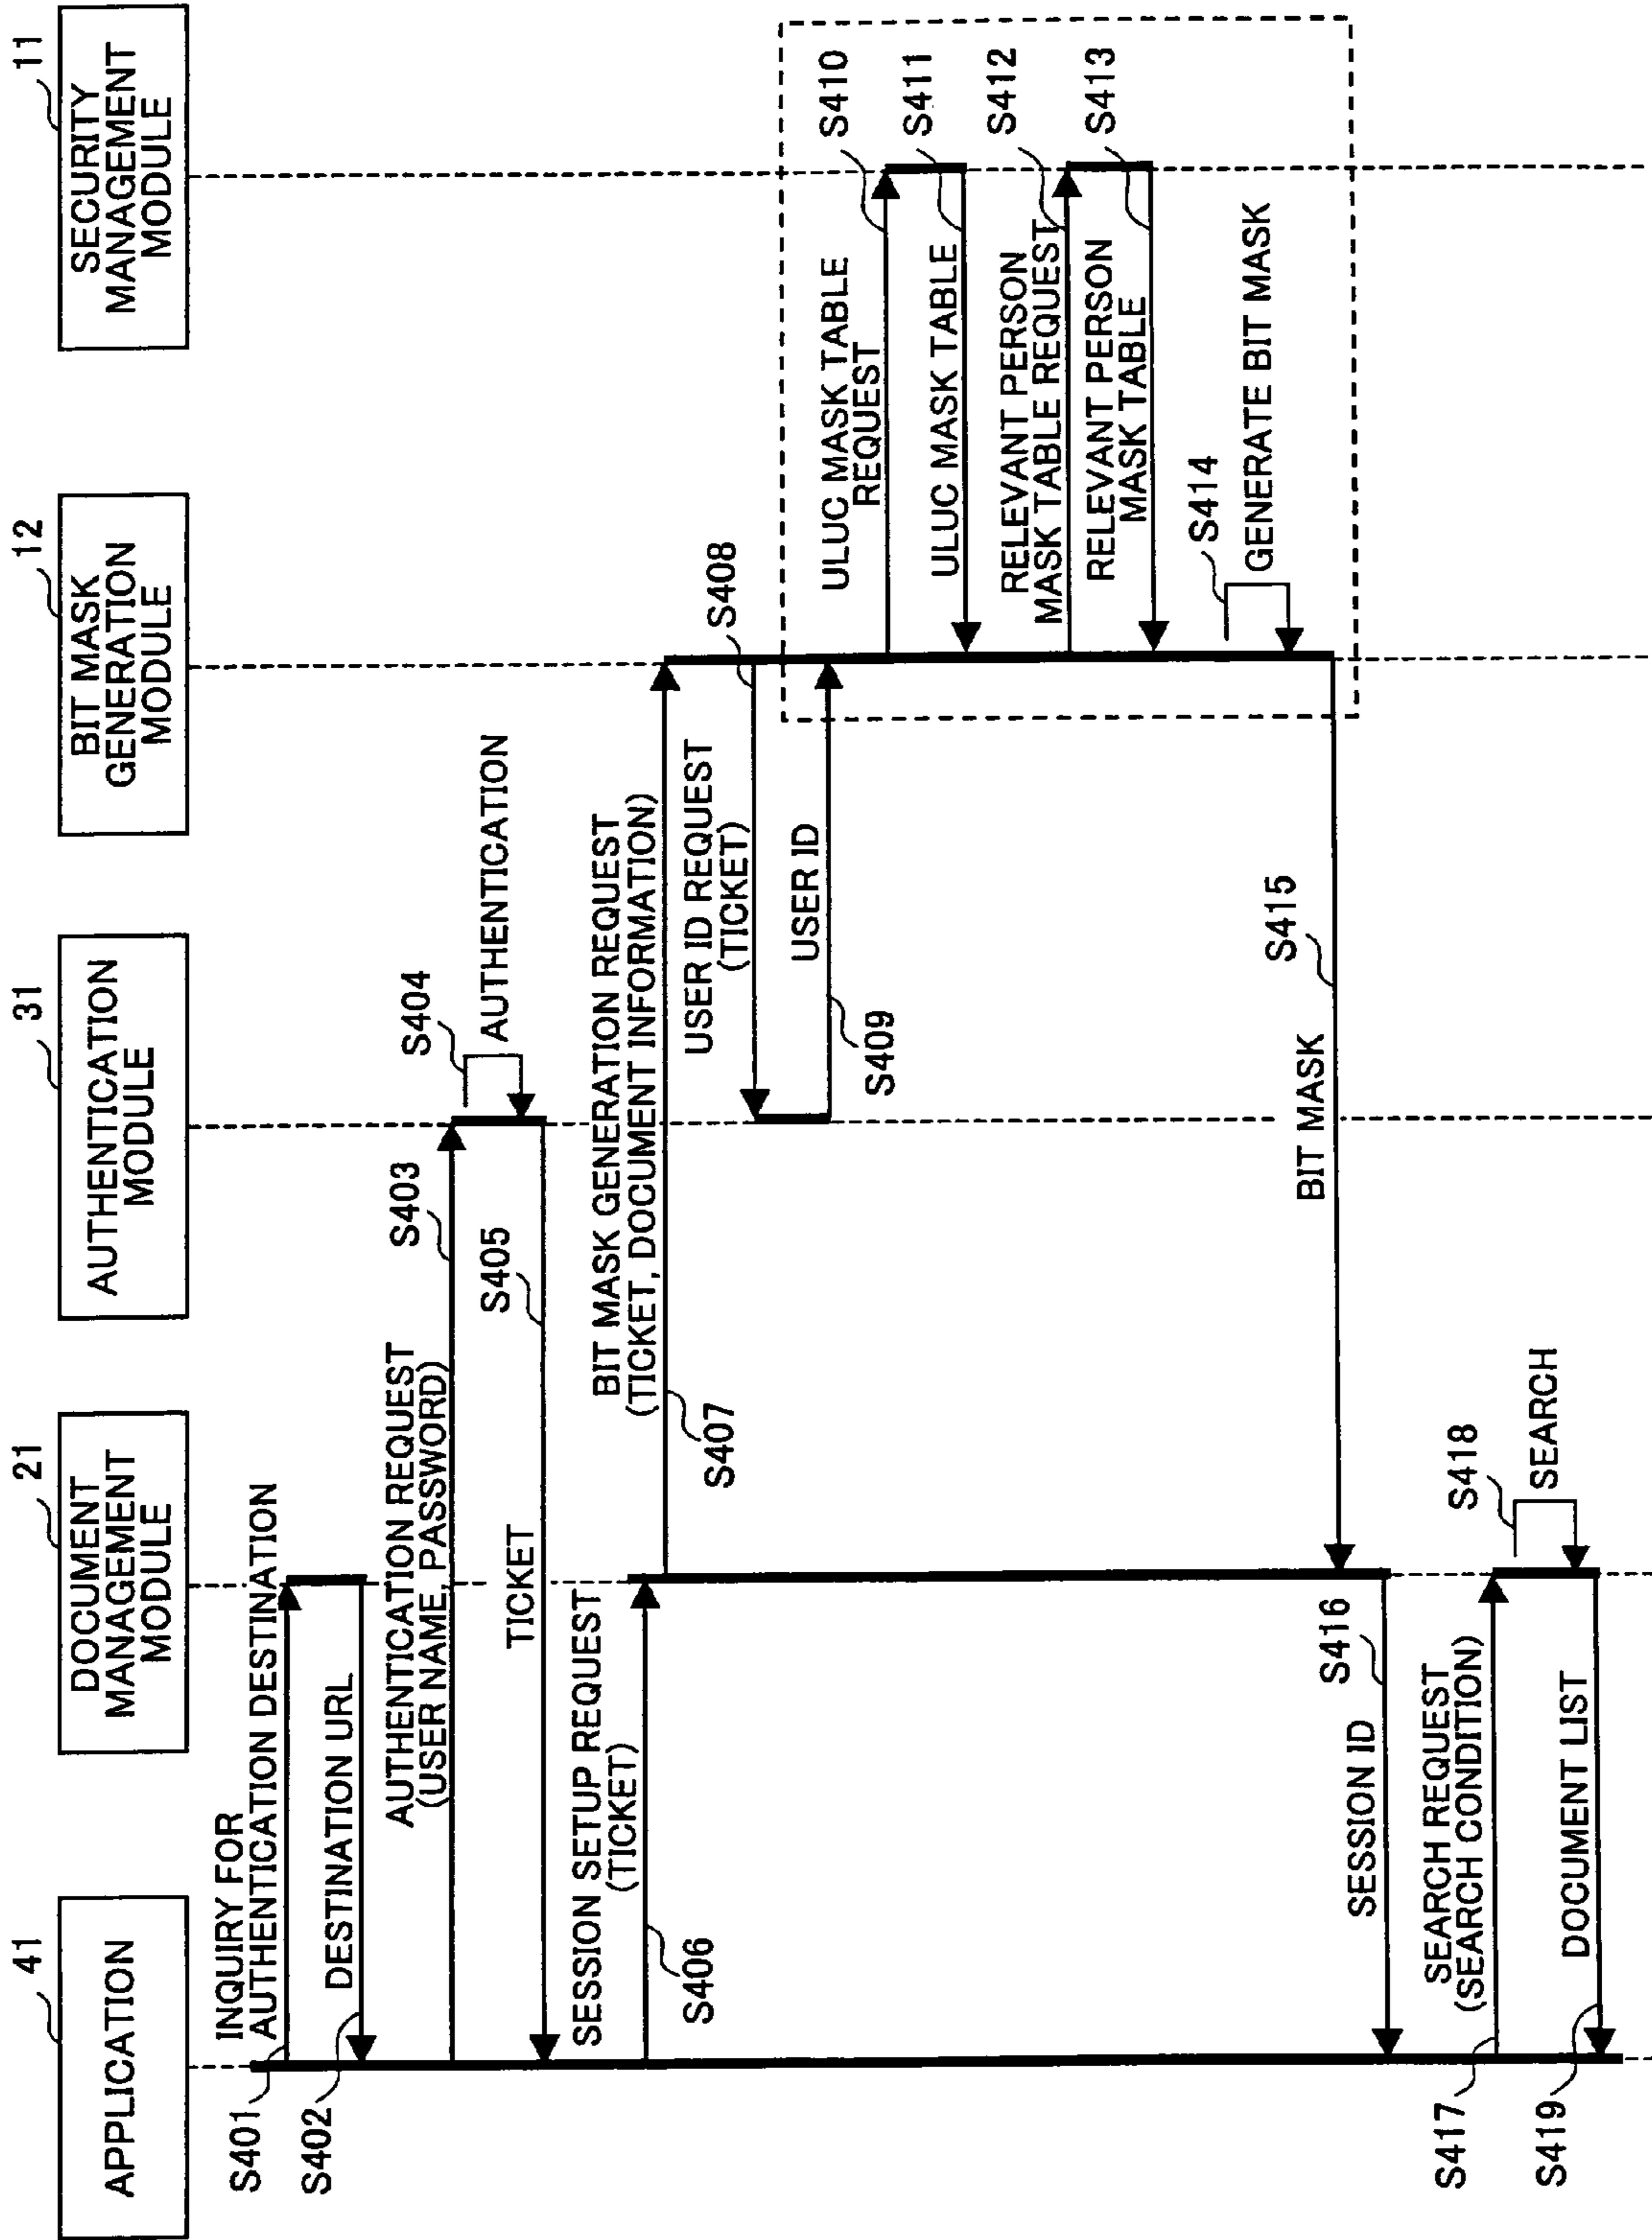 41
APPLICATION
21
DOCUMENT
MANAGEMENT
MODULE
31
AUTHENTICATION
MODULE
12
BIT MASK
GENERATION
MODULE
11
SECURITY
MANAGEMENT
MODULE
S401
INQUIRY FOR
AUTHENTICATION DESTINATION
S402
DESTINATION URL
AUTHENTICATION REQUEST
(USER NAME, PASSWORD)
S403
S404
AUTHENTICATION
TICKET
S405
SESSION SETUP REQUEST
(TICKET)
S406
BIT MASK GENERATION REQUEST
(TICKET, DOCUMENT INFORMATION)
S407
USER ID REQUEST
(TICKET)
S408
USER ID
S409
ULUC MASK TABLE
REQUEST
S410
ULUC MASK TABLE
S411
RELEVANT PERSON
MASK TABLE REQUEST
S412
RELEVANT PERSON
MASK TABLE
S413
S414
GENERATE BIT MASK
BIT MASK
S415
SESSION ID
S416
SEARCH REQUEST
(SEARCH CONDITION)
S417
S418
SEARCH
DOCUMENT LIST
S419